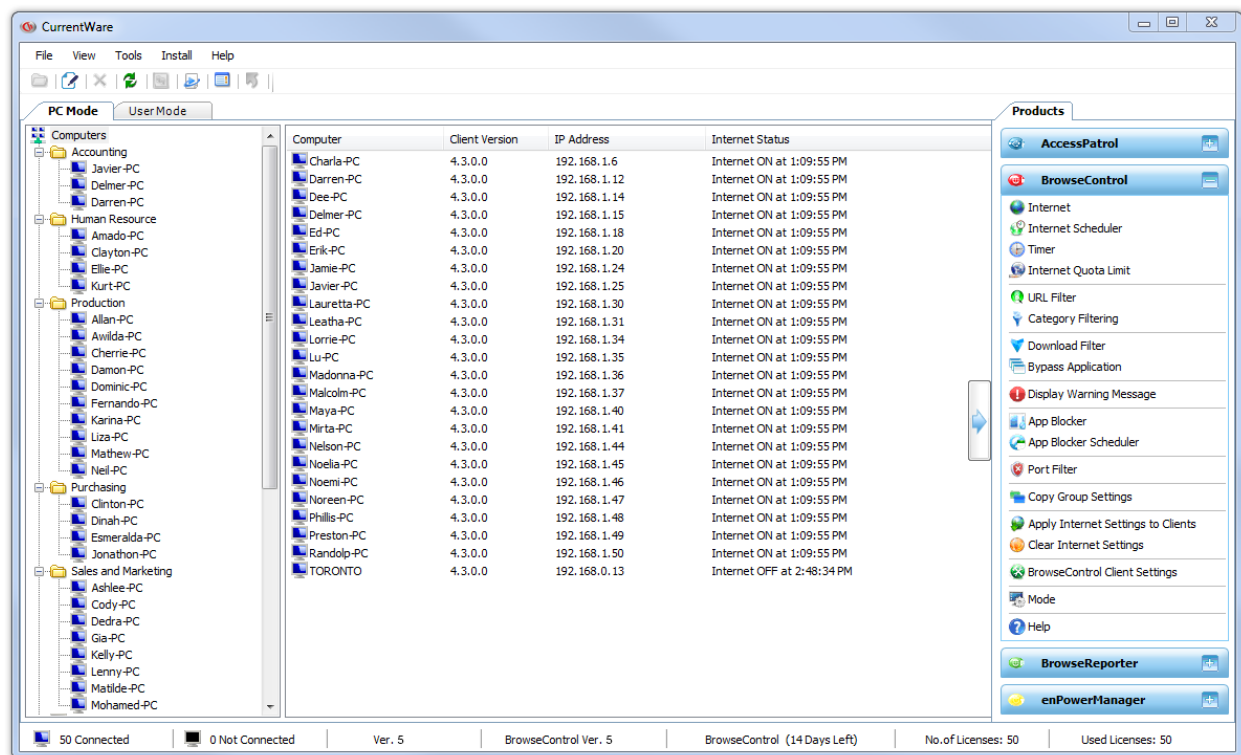 CurrentWare
File View Tools Install Help
PC Mode User Mode
Computers
Accounting
Javier-PC
Delmer-PC
Darren-PC
Human Resource
Amado-PC
Clayton-PC
Ellie-PC
Kurt-PC
Production
Allan-PC
Awilda-PC
Cherrie-PC
Damon-PC
Dominic-PC
Fernando-PC
Karina-PC
Liza-PC
Mathew-PC
Neil-PC
Purchasing
Clinton-PC
Dinah-PC
Esmeralda-PC
Jonathon-PC
Sales and Marketing
Ashlee-PC
Cody-PC
Dedra-PC
Gia-PC
Kelly-PC
Lenny-PC
Matilde-PC
Mohamed-PC
Computer Client Version IP Address Internet Status
Charla-PC 4.3.0.0 192.168.1.6 Internet ON at 1:09:55 PM
Darren-PC 4.3.0.0 192.168.1.12 Internet ON at 1:09:55 PM
Dee-PC 4.3.0.0 192.168.1.14 Internet ON at 1:09:55 PM
Delmer-PC 4.3.0.0 192.168.1.15 Internet ON at 1:09:55 PM
Ed-PC 4.3.0.0 192.168.1.18 Internet ON at 1:09:55 PM
Erik-PC 4.3.0.0 192.168.1.20 Internet ON at 1:09:55 PM
Jamie-PC 4.3.0.0 192.168.1.24 Internet ON at 1:09:55 PM
Javier-PC 4.3.0.0 192.168.1.25 Internet ON at 1:09:55 PM
Lauretta-PC 4.3.0.0 192.168.1.30 Internet ON at 1:09:55 PM
Leatha-PC 4.3.0.0 192.168.1.31 Internet ON at 1:09:55 PM
Lorrie-PC 4.3.0.0 192.168.1.34 Internet ON at 1:09:55 PM
Lu-PC 4.3.0.0 192.168.1.35 Internet ON at 1:09:55 PM
Madonna-PC 4.3.0.0 192.168.1.36 Internet ON at 1:09:55 PM
Malcolm-PC 4.3.0.0 192.168.1.37 Internet ON at 1:09:55 PM
Maya-PC 4.3.0.0 192.168.1.40 Internet ON at 1:09:55 PM
Mirta-PC 4.3.0.0 192.168.1.41 Internet ON at 1:09:55 PM
Nelson-PC 4.3.0.0 192.168.1.44 Internet ON at 1:09:55 PM
Noelia-PC 4.3.0.0 192.168.1.45 Internet ON at 1:09:55 PM
Noemi-PC 4.3.0.0 192.168.1.46 Internet ON at 1:09:55 PM
Noreen-PC 4.3.0.0 192.168.1.47 Internet ON at 1:09:55 PM
Phillis-PC 4.3.0.0 192.168.1.48 Internet ON at 1:09:55 PM
Preston-PC 4.3.0.0 192.168.1.49 Internet ON at 1:09:55 PM
Randolp-PC 4.3.0.0 192.168.1.50 Internet ON at 1:09:55 PM
TORONTO 4.3.0.0 192.168.0.13 Internet OFF at 2:48:34 PM
Products
AccessPatrol
BrowseControl
Internet
Internet Scheduler
Timer
Internet Quota Limit
URL Filter
Category Filtering
Download Filter
Bypass Application
Display Warning Message
App Blocker
App Blocker Scheduler
Port Filter
Copy Group Settings
Apply Internet Settings to Clients
Clear Internet Settings
BrowseControl Client Settings
Mode
Help
BrowseReporter
enPowerManager
50 Connected 0 Not Connected Ver. 5 BrowseControl Ver. 5 BrowseControl (14 Days Left) No.of Licenses: 50 Used Licenses: 50